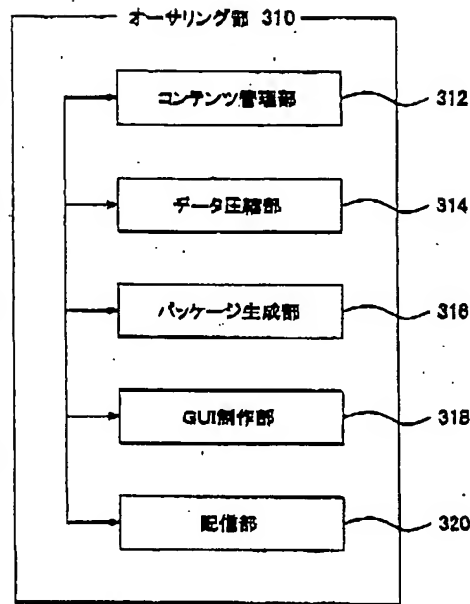 オーサリング部 310
コンテンツ管理部
312
データ圧縮部
314
パッケージ生成部
316
GUI制作部
318
配信部
320